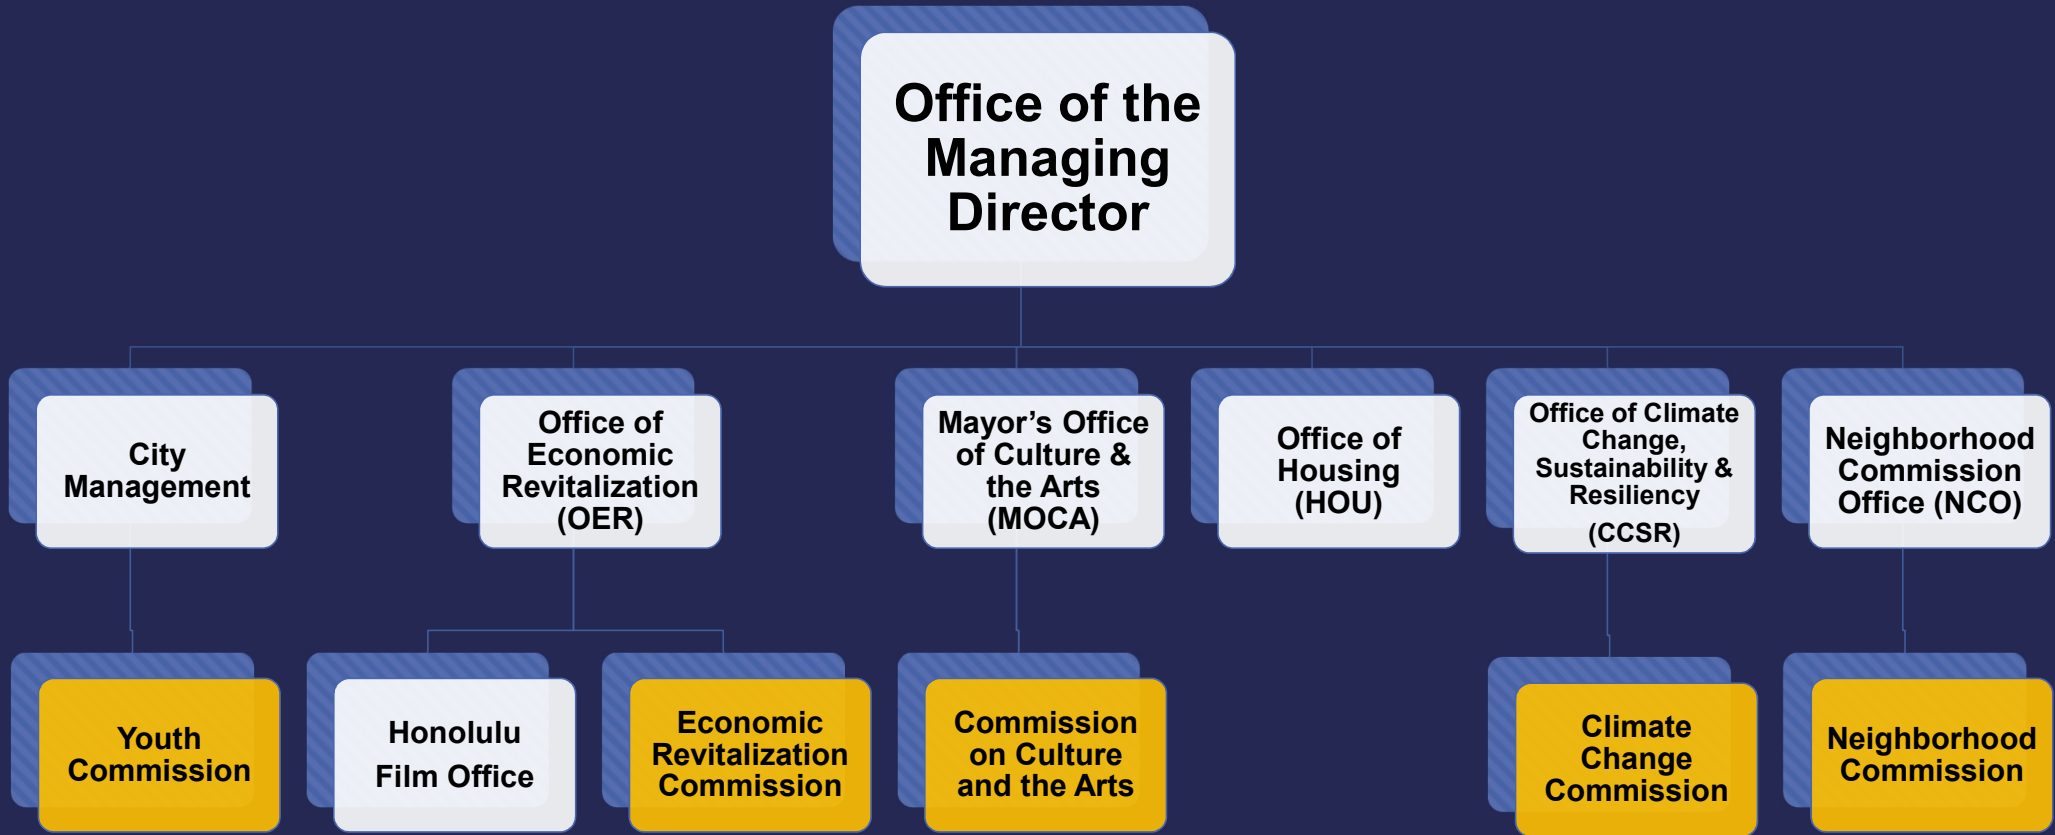 Office of the
Managing
Director
City
Management
Office of
Economic
Revitalization
(OER)
Mayor’s Office
of Culture &
the Arts
(MOCA)
Office of
Housing
(HOU)
Office of Climate
Change,
Sustainability &
Resiliency
(CCSR)
Neighborhood
Commission
Office (NCO)
Youth
Commission
Honolulu
Film Office
Economic
Revitalization
Commission
Commission
on Culture
and the Arts
Climate
Change
Commission
Neighborhood
Commission